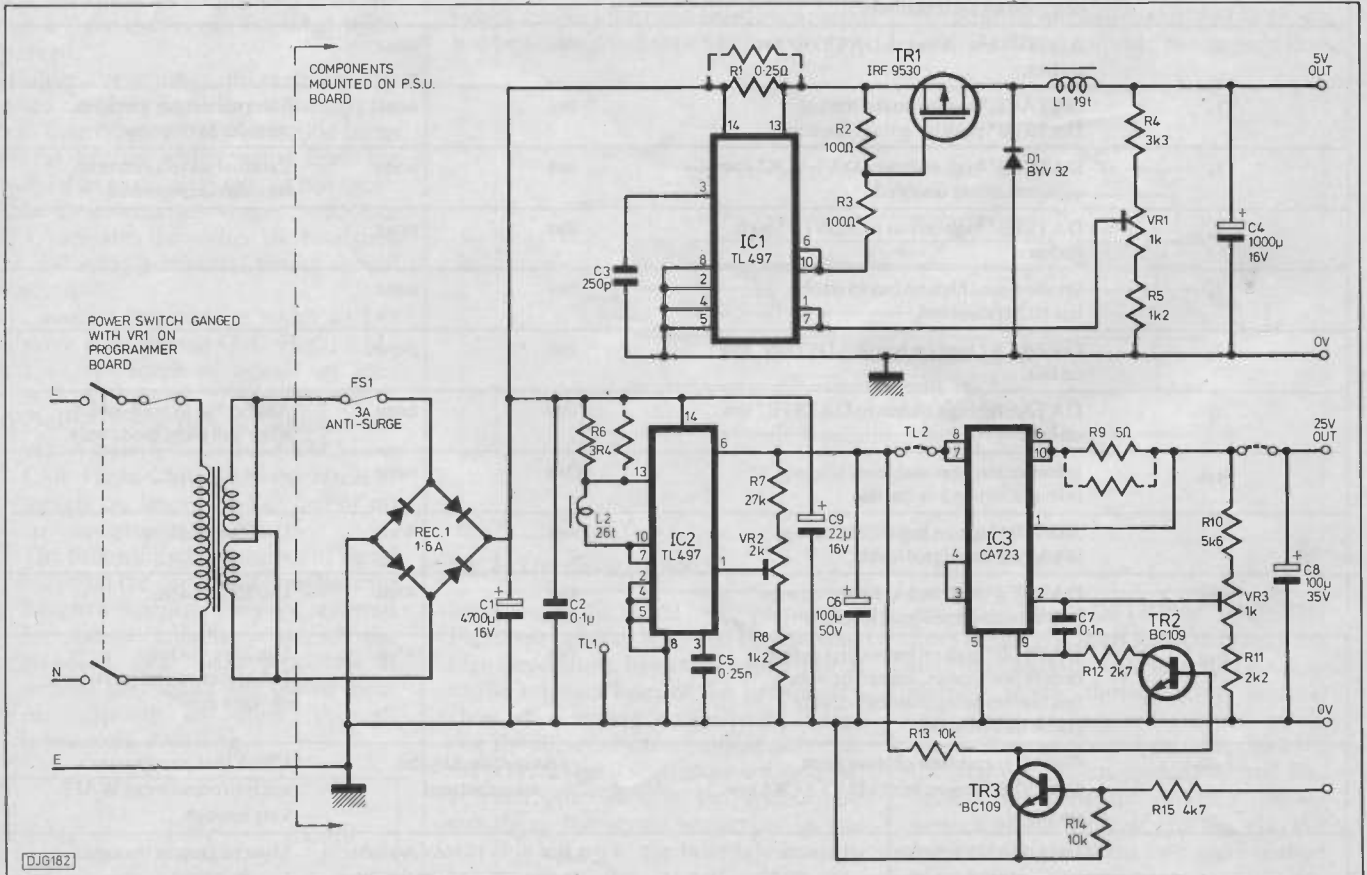 COMPONENTS
MOUNTED ON P.S.U.
BOARD
R1 0·25Ω
TR1
IRF 9530
5V
OUT
L1 19t
14
13
R2
100Ω
R4
3k3
D1
BYV 32
3
R3
100Ω
VR1
1k
C4
1000µ
16V
+
IC1
TL 497
6
10
C3
250p
8
2
4
5
1
7
R5
1k2
0V
POWER SWITCH GANGED
WITH VR1 ON
PROGRAMMER
BOARD
L
FS1
3A
ANTI-SURGE
R6
3R4
14
13
6
TL2
8
7
6
10
R9 5Ω
25V
OUT
R7
27k
L2
26t
C9
22µ
16V
+
REC.1
1·6A
10
7
2
4
5
IC2
TL497
1
VR2
2k
IC3
CA723
1
R10
5k6
4
3
2
C8
100µ
35V
+
C1
4700µ
16V
+
C2
0·1µ
C6
100µ
50V
+
VR3
1k
TR2
BC109
C7
0·1n
TL1
8
3
R8
1k2
5
9
R11
2k2
C5
0·25n
R12 2k7
N
0V
R13 10k
E
TR3
BC109
R14
10k
R15 4k7
DJG182